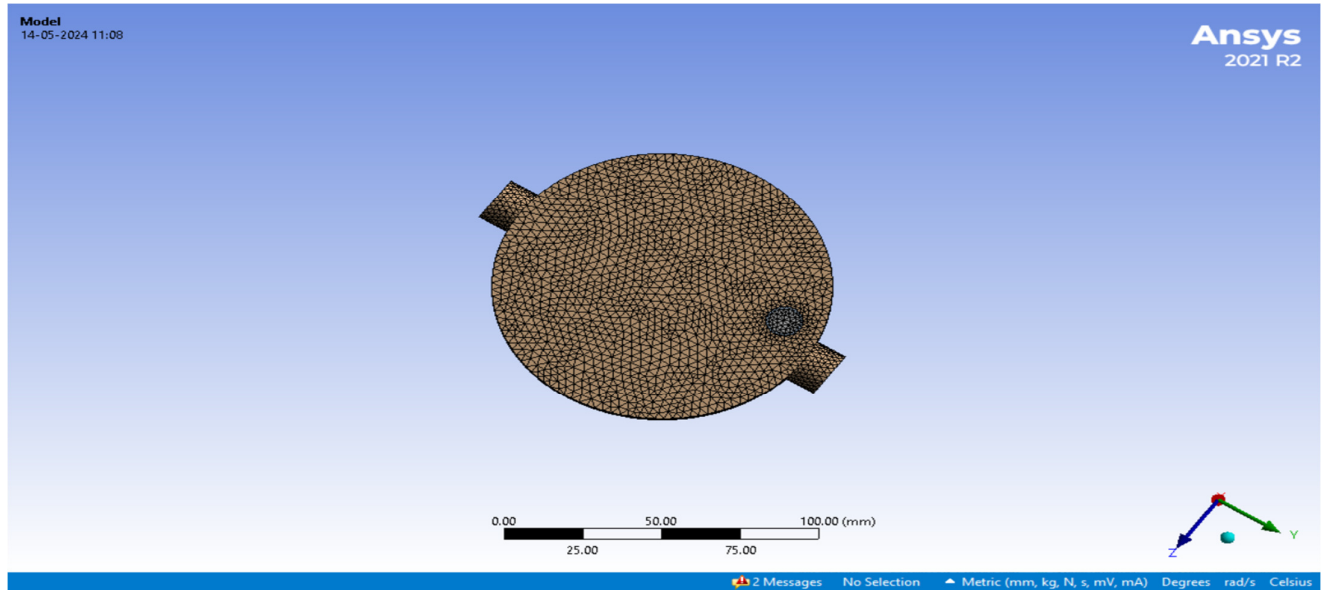 Model
14-05-2024 11:08
Ansys
2021 R2
0.00 50.00 100.00 (mm)
25.00 75.00
Y
Z
2 Messages No Selection Metric (mm, kg, N, s, mV, mA) Degrees rad/s Celsius